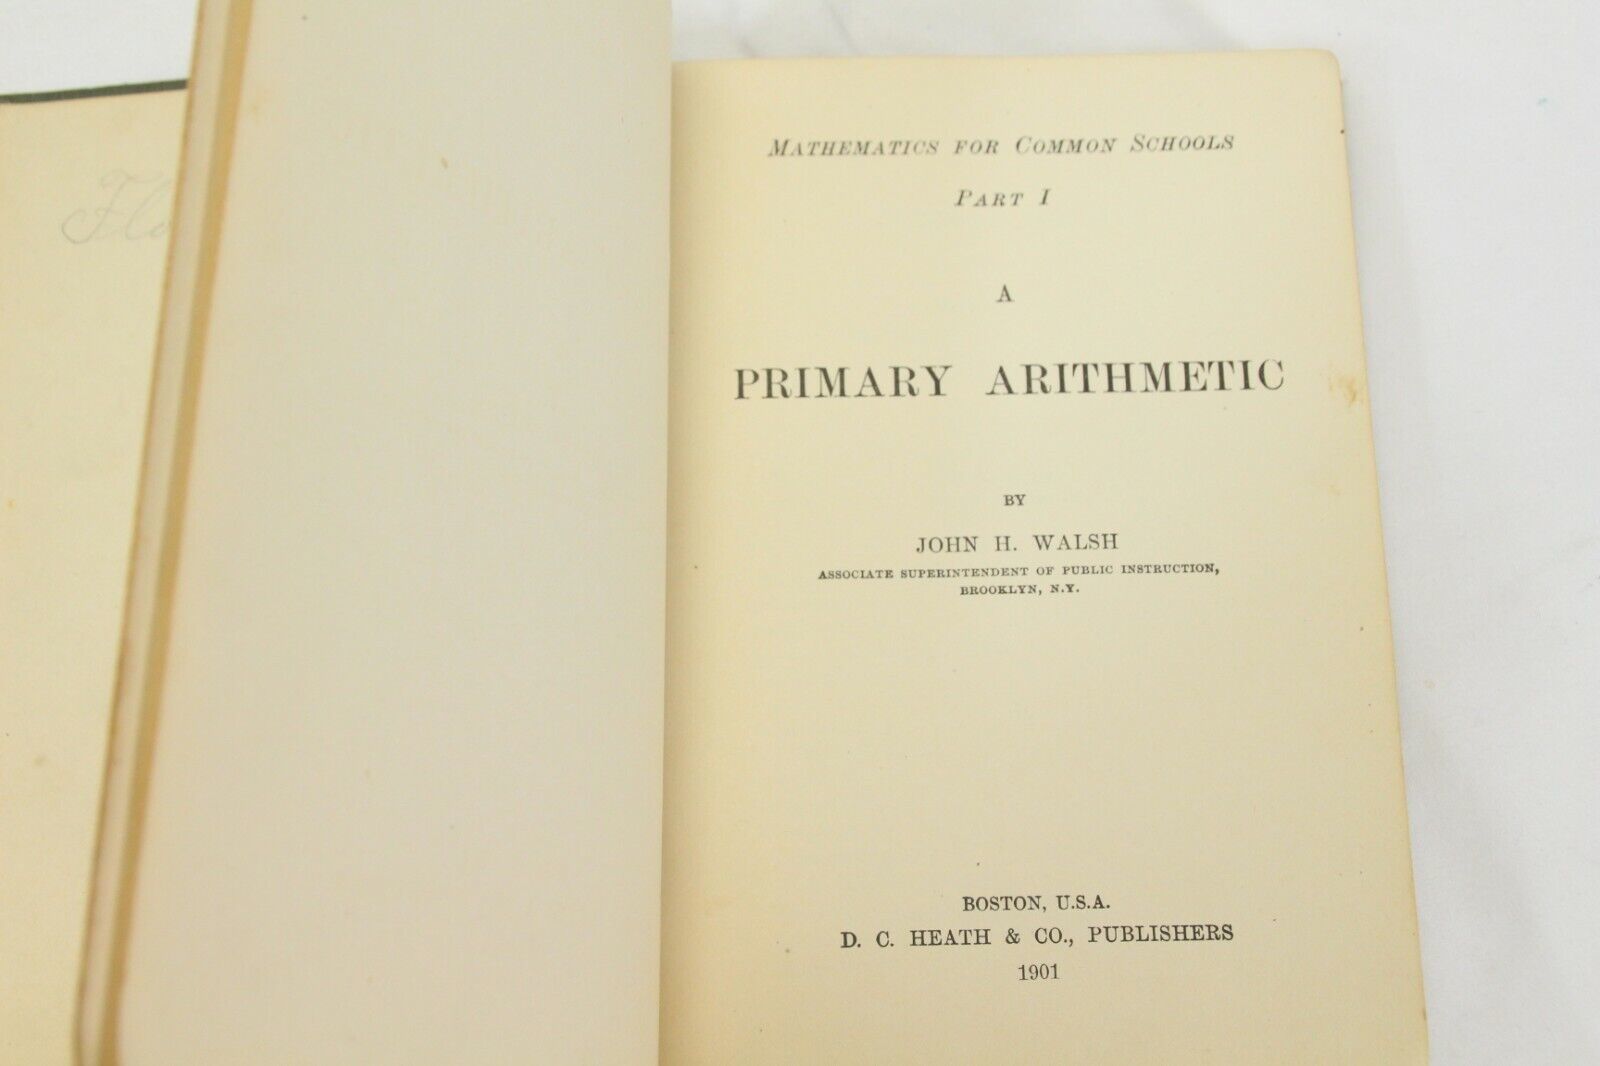 MATHEMATICS FOR COMMON SCHOOLS
PART I
A
PRIMARY ARITHMETIC
BY
JOHN H. WALSH
ASSOCIATE SUPERINTENDENT OF PUBLIC INSTRUCTION,
BROOKLYN, N.Y.
BOSTON, U.S.A.
D. C. HEATH & CO., PUBLISHERS
1901